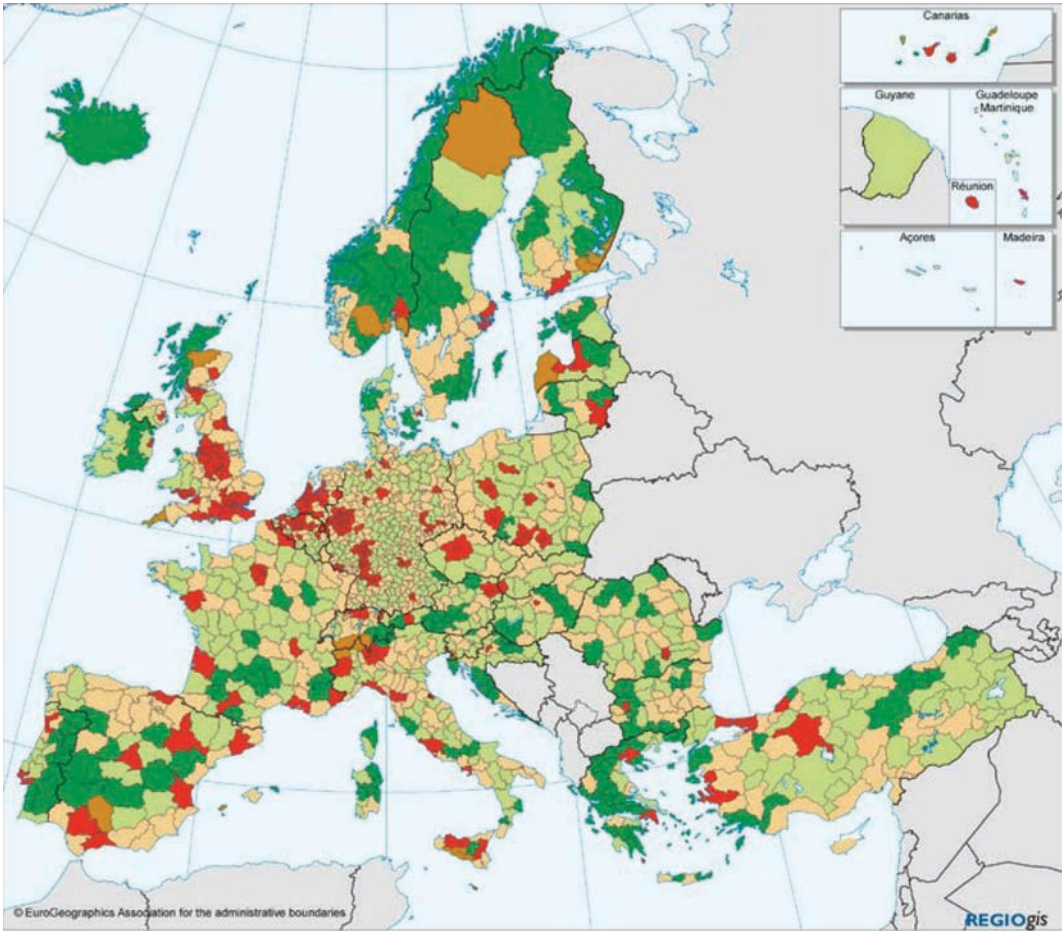 Canarias
Guyane
Guadeloupe
Martinique
Réunion
Açores
Madeira
© EuroGeographics Association for the administrative boundaries
REGIOgis